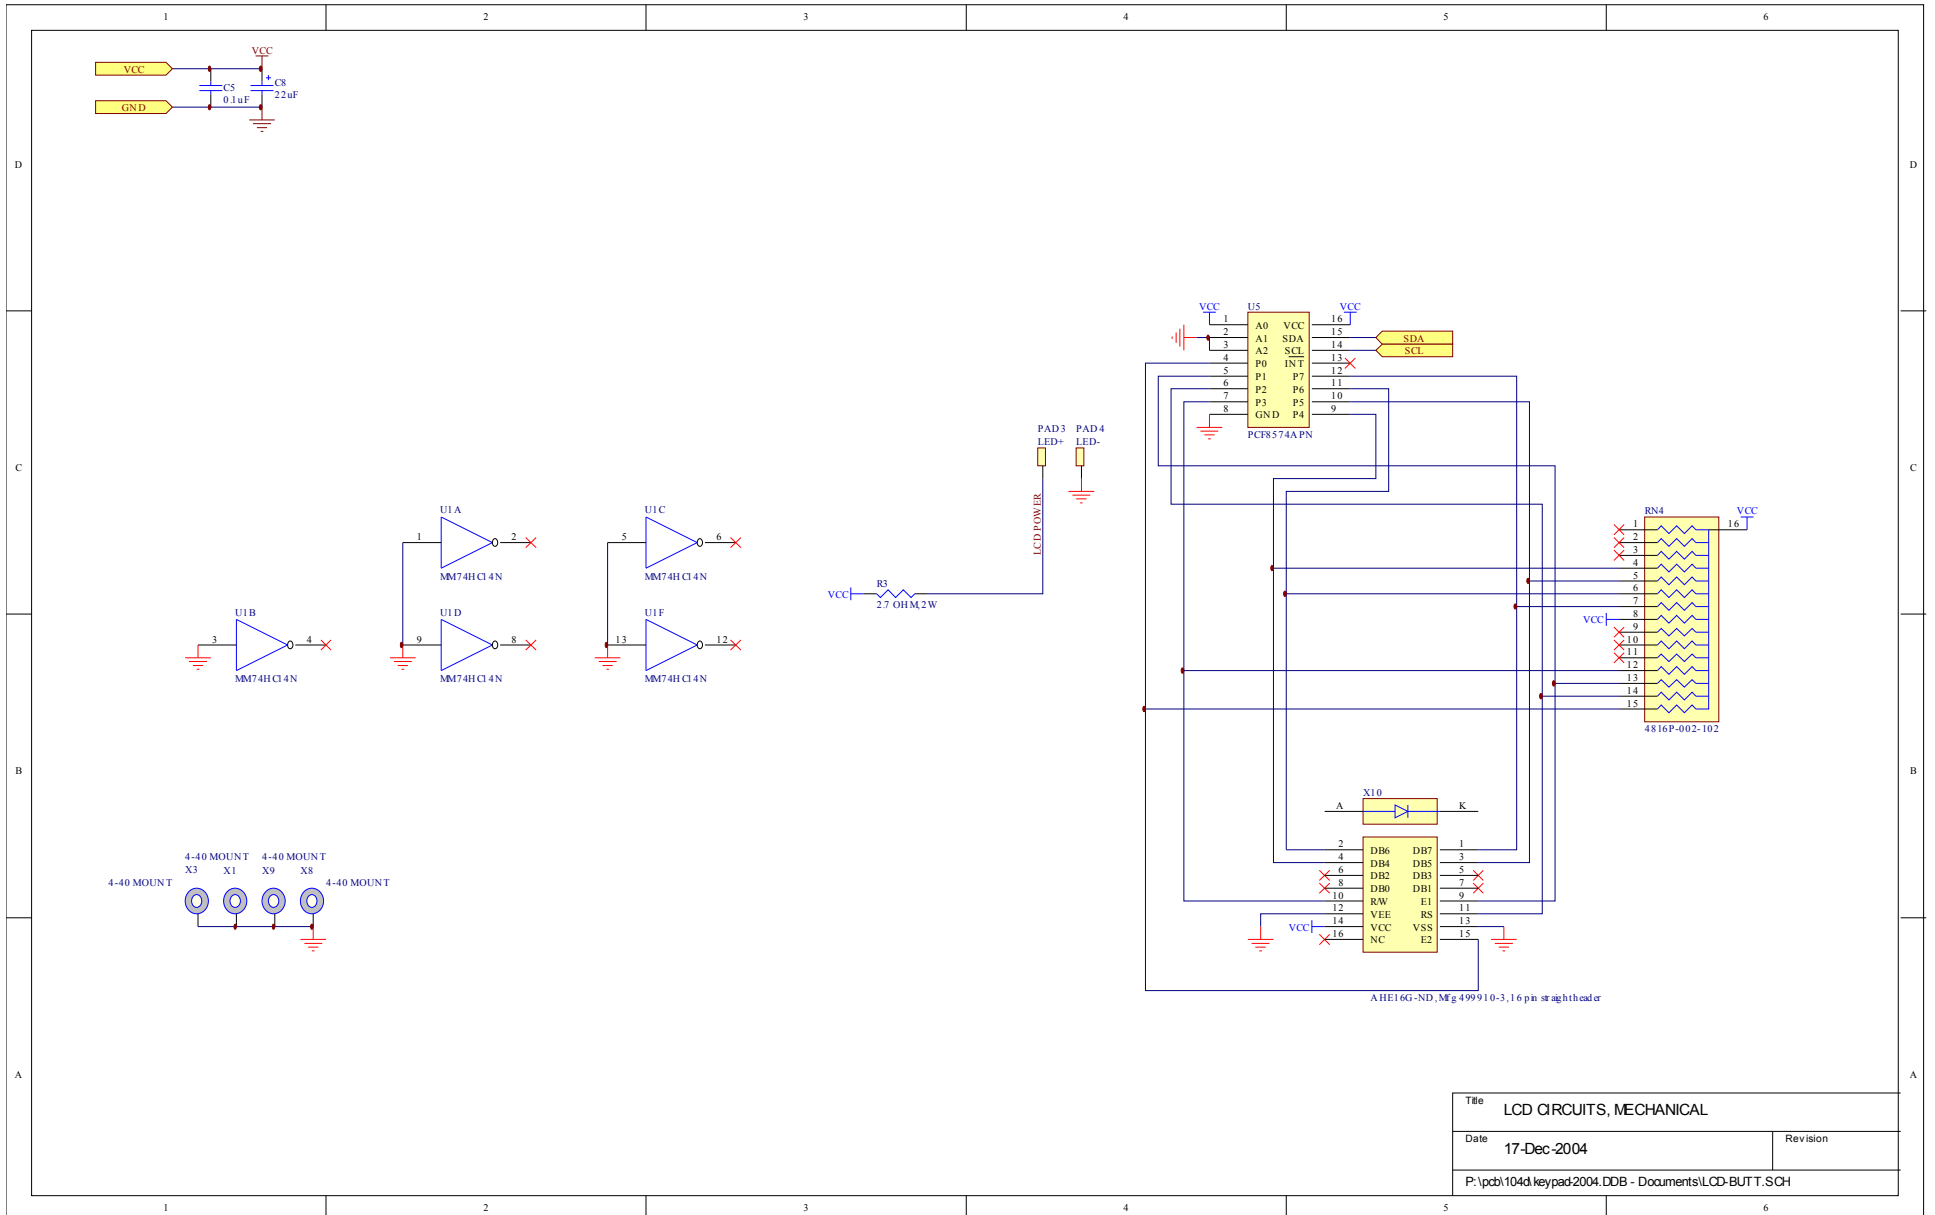 1 2 3 4 5 6
VCC
VCC
GND
C5
0.1uF
+
C8
22uF
D D
VCC U5 VCC
1 A0 VCC 16
2 A1 SDA 15 SDA
3 A2 SCL 14 SCL
4 P0 INT 13
5 P1 P7 12
6 P2 P6 11
7 P3 P5 10
8 GND P4 9
PCF8574APN
PAD3 PAD4
LED+ LED-
LCD POWER
C C
U1A
1 2
MM74HC14N
U1C
5 6
MM74HC14N
VCC R3
2.7 OHM,2W
U1B
3 4
MM74HC14N
U1D
9 8
MM74HC14N
U1F
13 12
MM74HC14N
RN4 VCC
1 16
2
3
4
5
6
7
VCC 8
9
10
11
12
13
14
15
4816P-002-102
B B
X10
A K
2 DB6 DB7 1
4 DB4 DB5 3
6 DB2 DB3 5
8 DB0 DB1 7
10 R/W E1 9
12 VEE RS 11
VCC 14 VCC VSS 13
16 NC E2 15
AHE16G-ND, Mfg 499910-3, 16 pin straight header
4-40 MOUNT 4-40 MOUNT
X3 X1 X9 X8
4-40 MOUNT 4-40 MOUNT
A A
Title LCD CIRCUITS, MECHANICAL
Date 17-Dec-2004 Revision
P:\pcb\104d\keypad-2004.DDB - Documents\LCD-BUTT.SCH
1 2 3 4 5 6